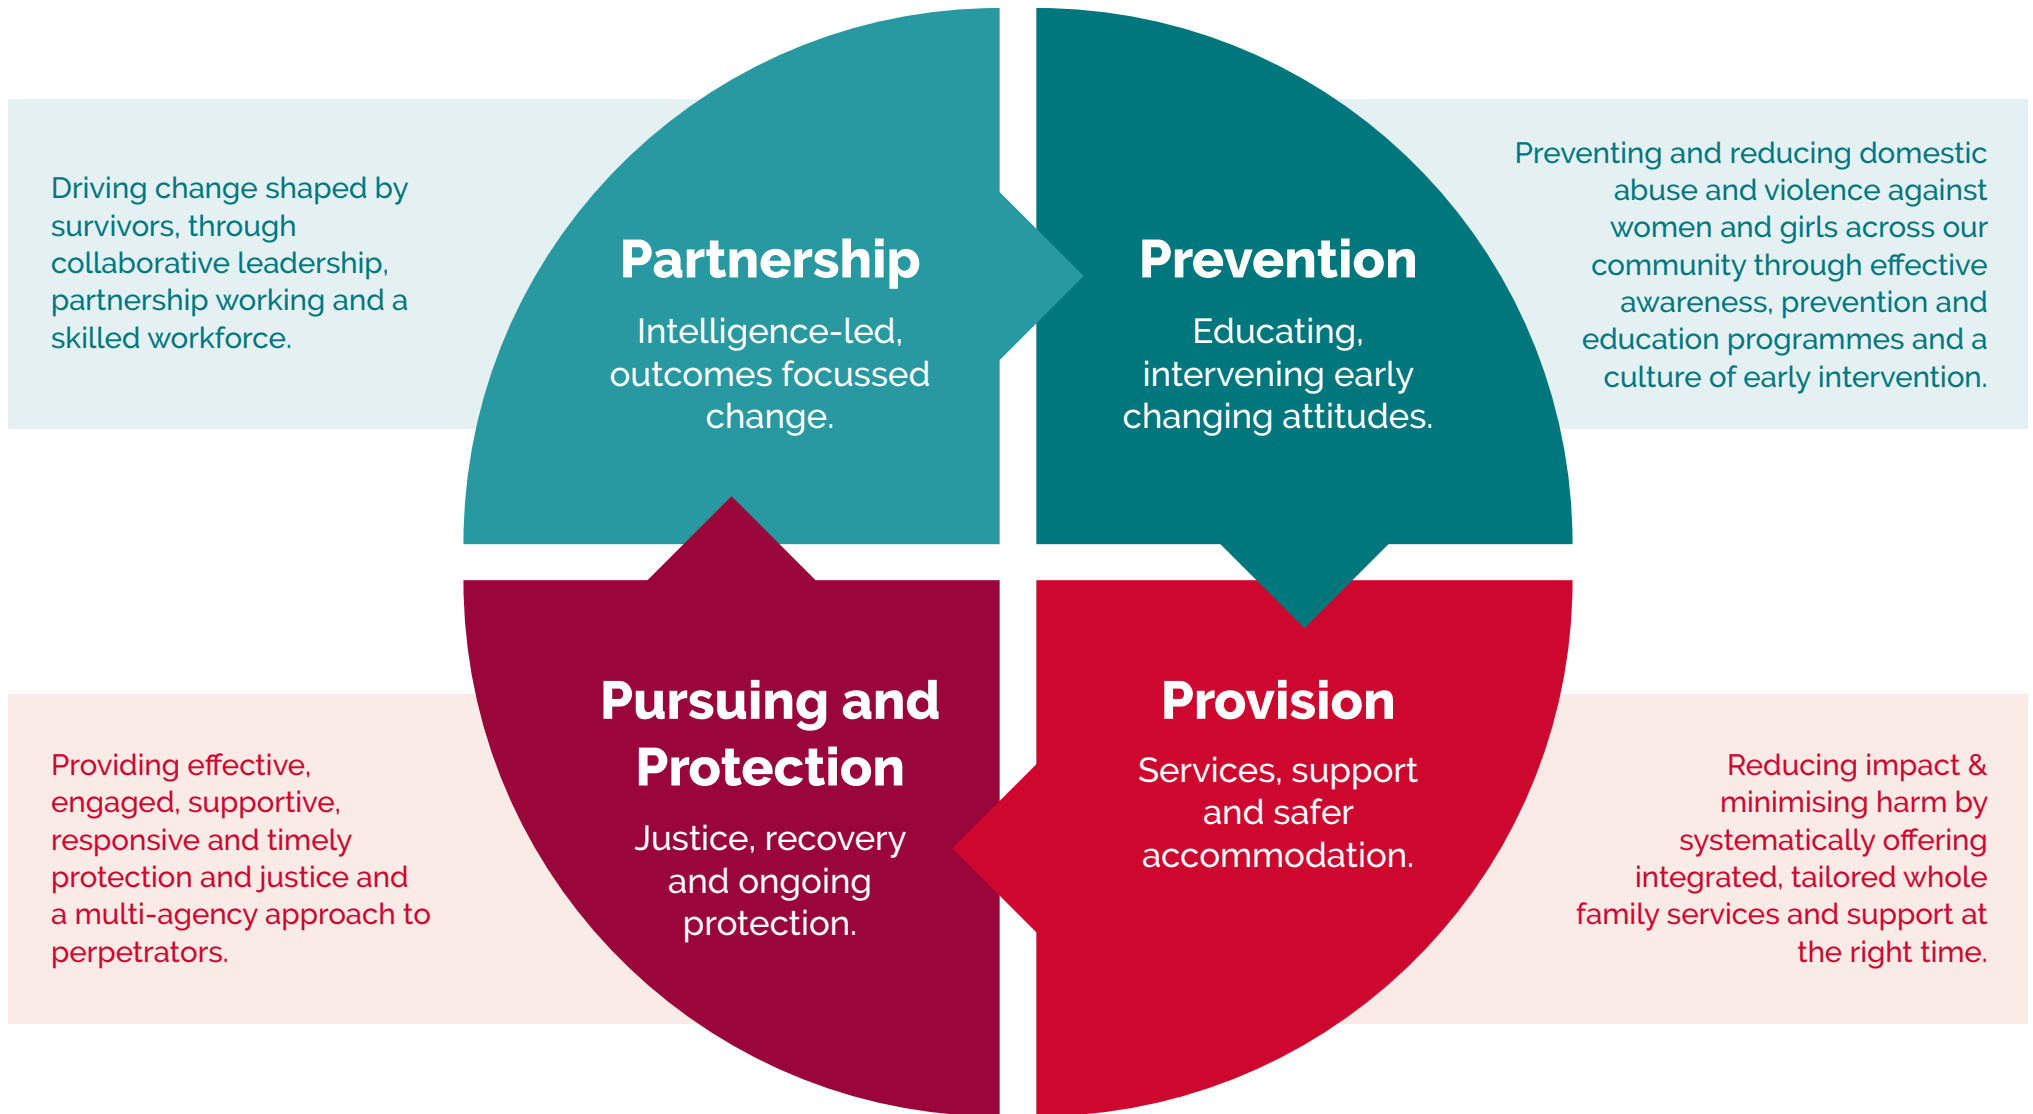 Driving change shaped by
survivors, through
collaborative leadership,
partnership working and a
skilled workforce.
Partnership
Intelligence-led,
outcomes focussed
change.
Prevention
Educating,
intervening early
changing attitudes.
Preventing and reducing domestic
abuse and violence against
women and girls across our
community through effective
awareness, prevention and
education programmes and a
culture of early intervention.
Providing effective,
engaged, supportive,
responsive and timely
protection and justice and
a multi-agency approach to
perpetrators.
Pursuing and
Protection
Justice, recovery
and ongoing
protection.
Provision
Services, support
and safer
accommodation.
Reducing impact &
minimising harm by
systematically offering
integrated, tailored whole
family services and support at
the right time.